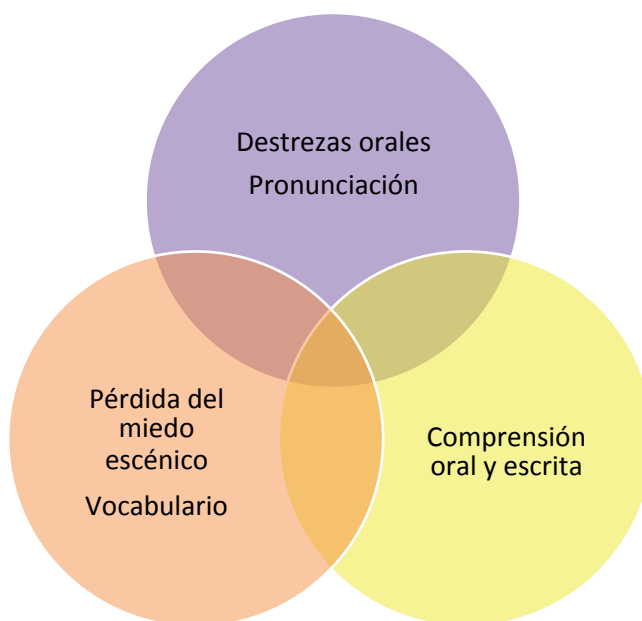 Destrezas orales
Pronunciación
Pérdida del
miedo
escénico
Vocabulario
Comprensión
oral y escrita